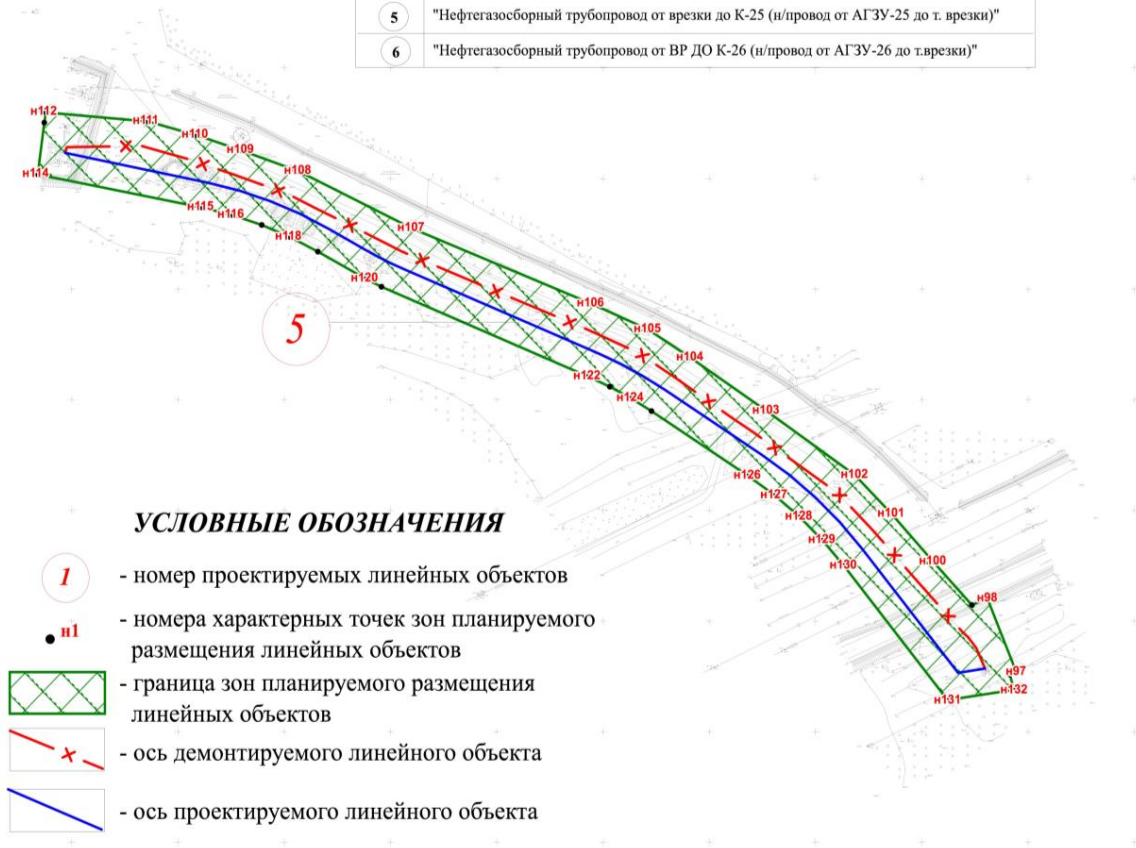 5 "Нефтегазосборный трубопровод от врезки до К-25 (н/провод от АГЗУ-25 до т. врезки)"
6 "Нефтегазосборный трубопровод от ВР ДО К-26 (н/провод от АГЗУ-26 до т.врезки)"
н112
н111
н110
н109
н108
н114
н115
н116
н118
н107
н120
5
н106
н105
н104
н122
н124
н103
н102
н126
н127
н101
н128
н129
н100
н130
н98
н97
н132
н131
УСЛОВНЫЕ ОБОЗНАЧЕНИЯ
1 - номер проектируемых линейных объектов
н1 - номера характерных точек зон планируемого
размещения линейных объектов
- граница зон планируемого размещения
линейных объектов
- ось демонтируемого линейного объекта
- ось проектируемого линейного объекта